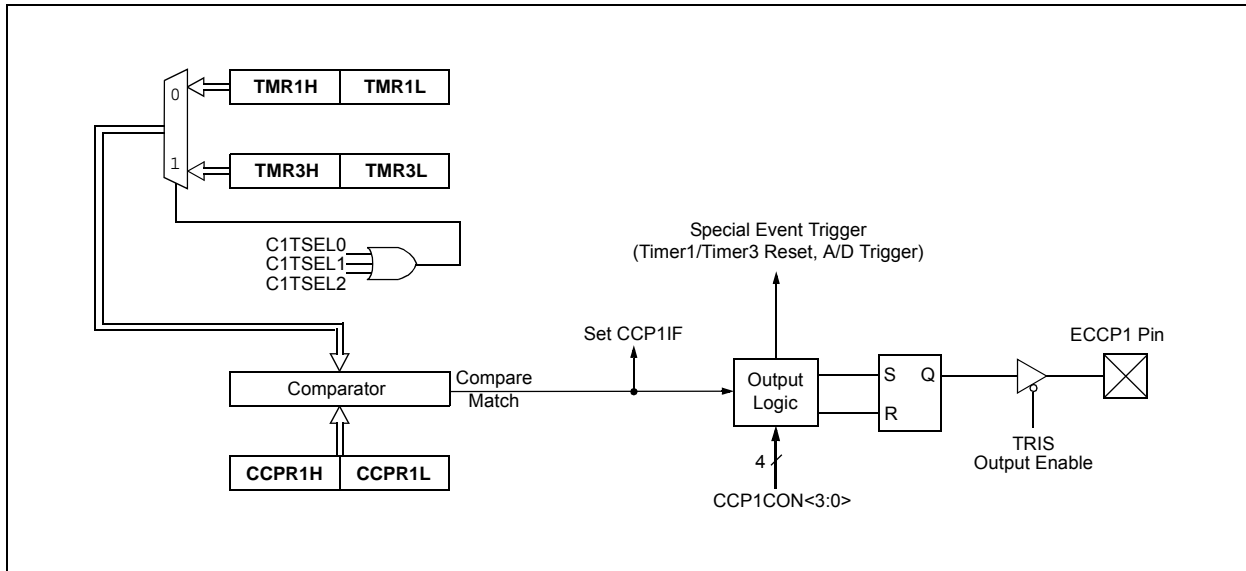 0
TMR1H TMR1L
1
TMR3H TMR3L
C1TSEL0
C1TSEL1
C1TSEL2
Special Event Trigger
(Timer1/Timer3 Reset, A/D Trigger)
Set CCP1IF
ECCP1 Pin
Comparator
Compare
Match
Output
Logic
S Q
R
TRIS
Output Enable
CCPR1H CCPR1L
4
CCP1CON<3:0>